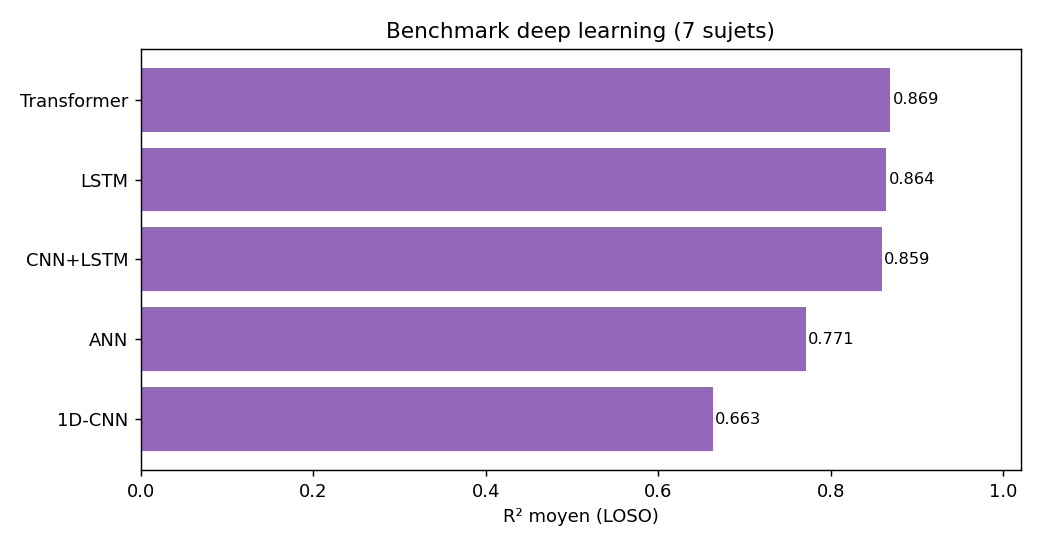 Benchmark deep learning (7 sujets)
Transformer 0.869
LSTM 0.864
CNN+LSTM 0.859
ANN 0.771
1D-CNN 0.663
0.0 0.2 0.4 0.6 0.8 1.0
R² moyen (LOSO)